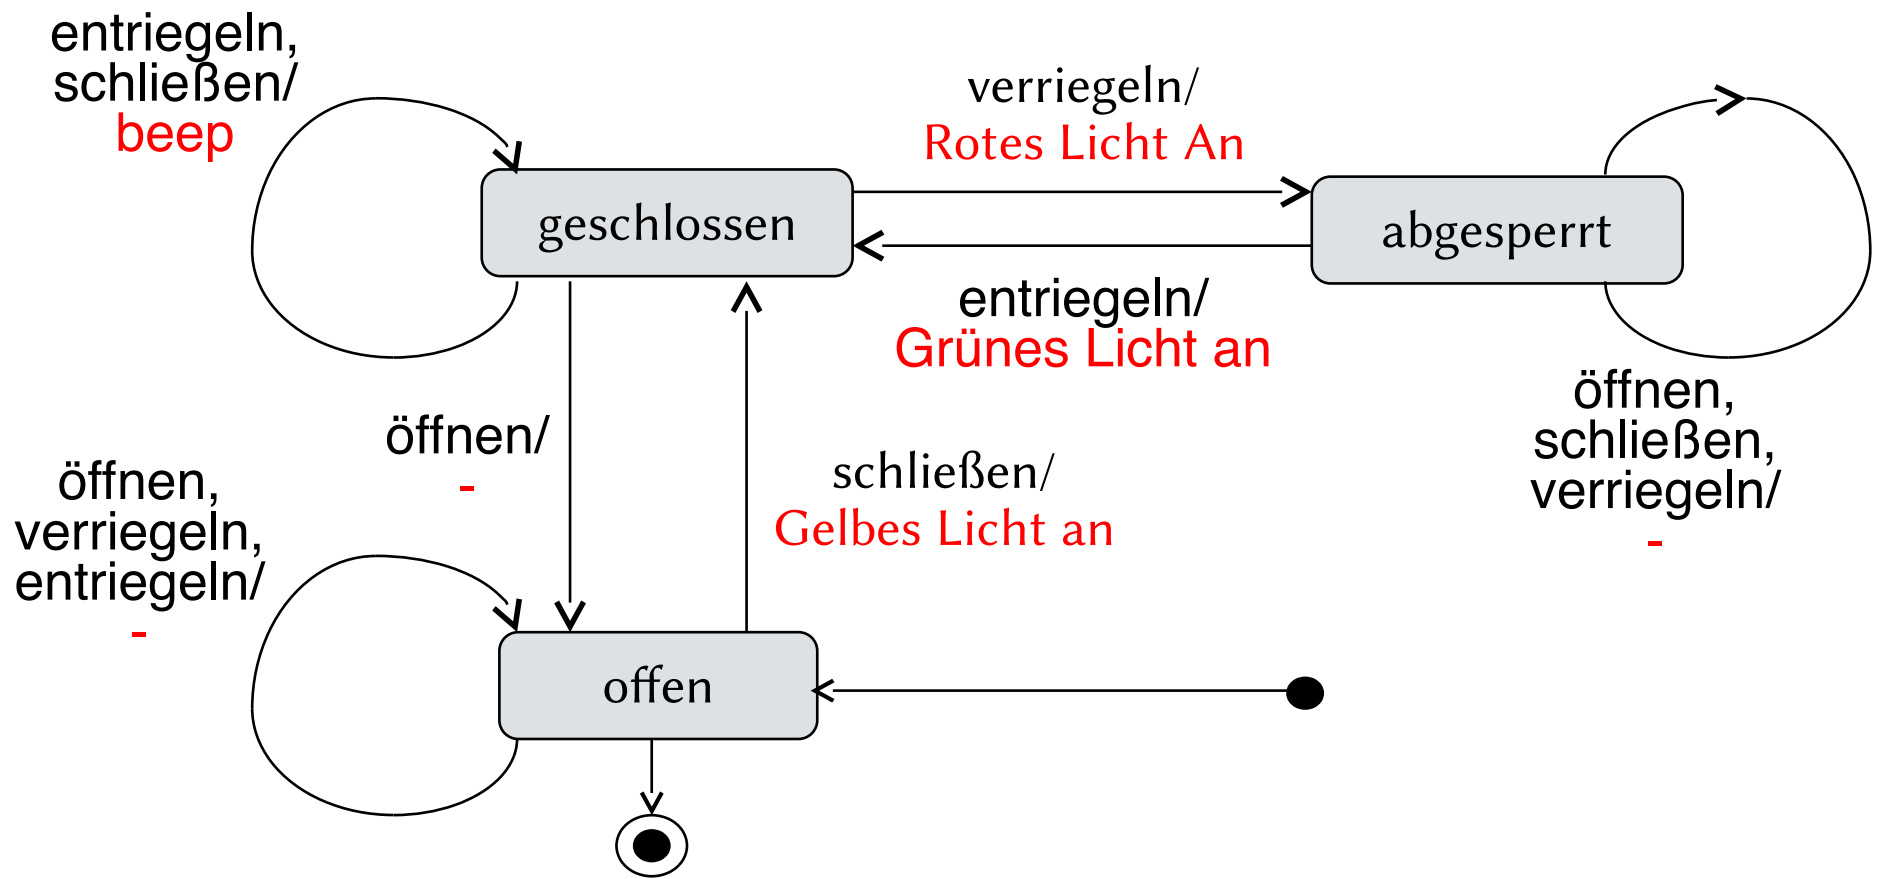 entriegeln,
schließen/
beep
verriegeln/
Rotes Licht An
geschlossen
abgesperrt
entriegeln/
Grünes Licht an
öffnen,
schließen,
verriegeln/
-
öffnen/
-
schließen/
Gelbes Licht an
öffnen,
verriegeln,
entriegeln/
-
offen